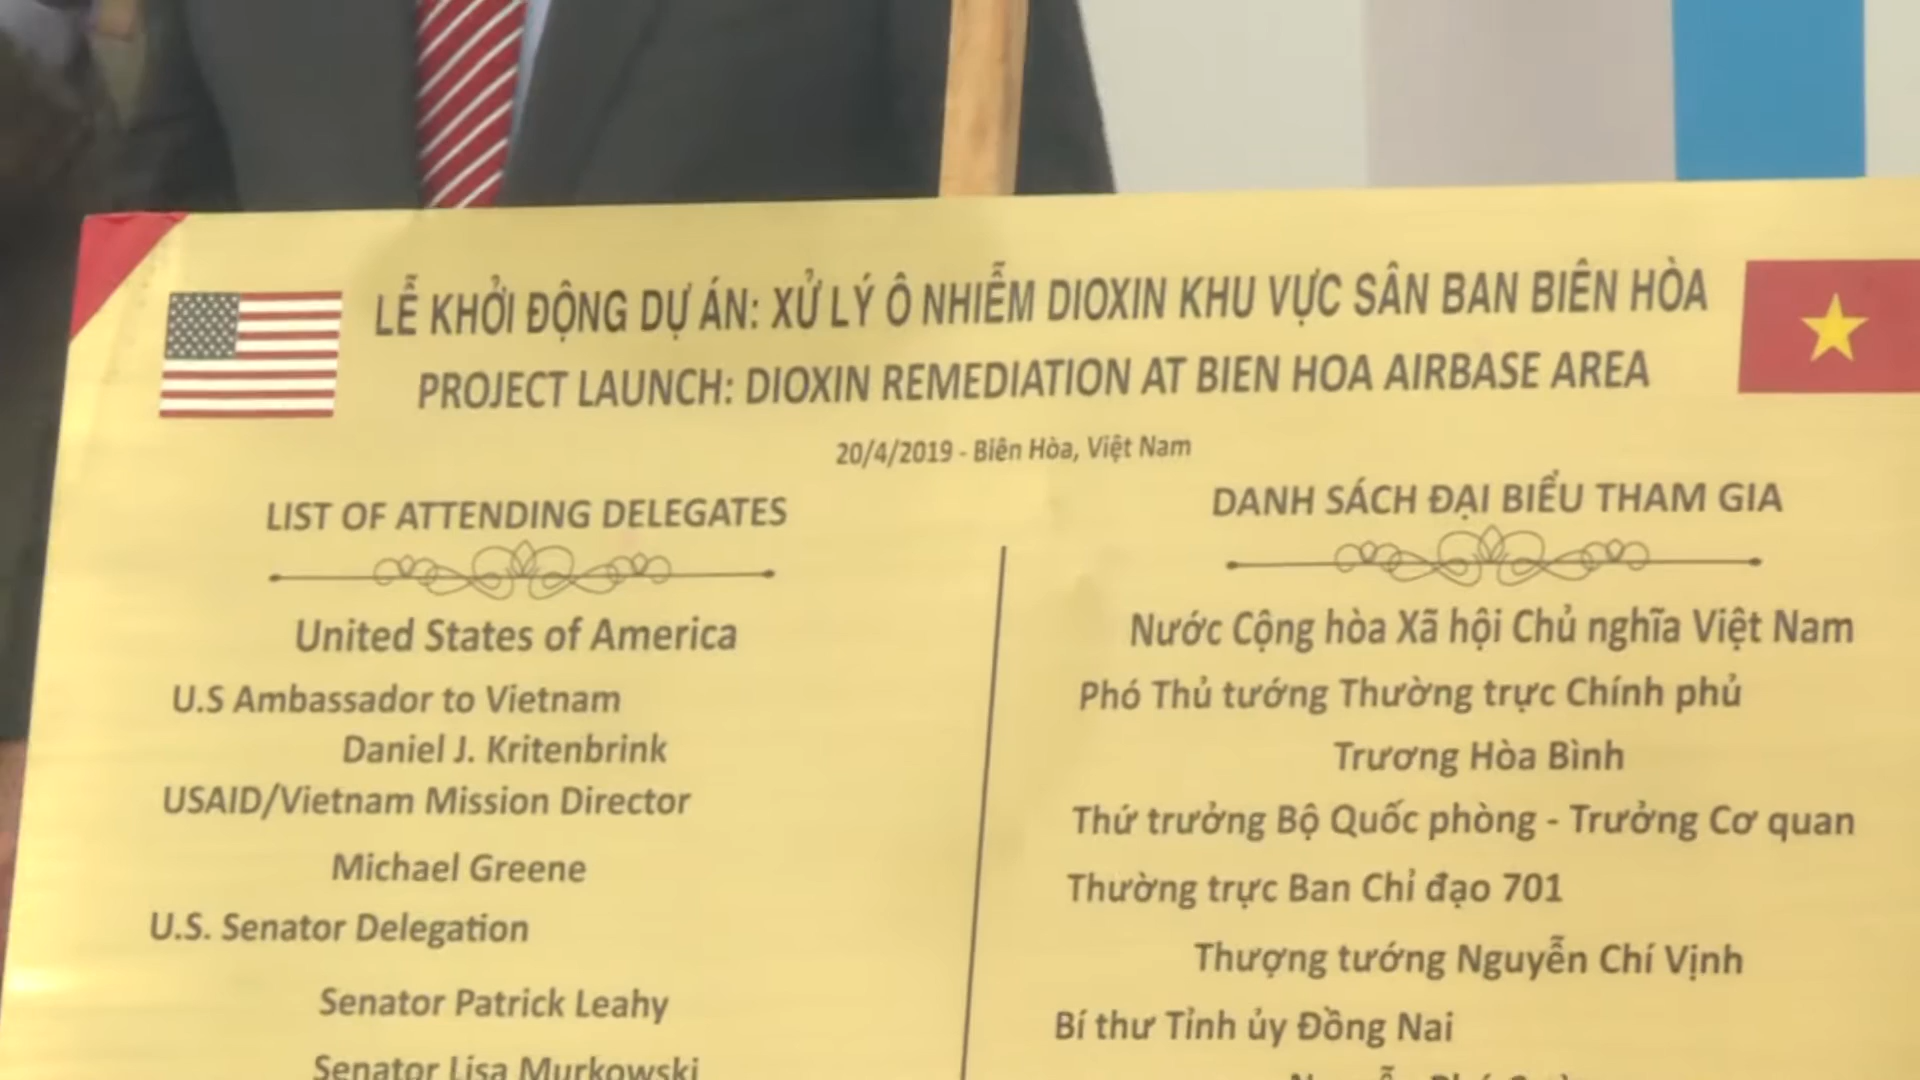 LỄ KHỞI ĐỘNG DỰ ÁN: XỬ LÝ Ô NHIỄM DIOXIN KHU VỰC SÂN BAN BIÊN HÒA
PROJECT LAUNCH: DIOXIN REMEDIATION AT BIEN HOA AIRBASE AREA
20/4/2019 - Biên Hòa, Việt Nam
LIST OF ATTENDING DELEGATES
United States of America
U.S Ambassador to Vietnam
Daniel J. Kritenbrink
USAID/Vietnam Mission Director
Michael Greene
U.S. Senator Delegation
Senator Patrick Leahy
Senator Lisa Murkowski
DANH SÁCH ĐẠI BIỂU THAM GIA
Nước Cộng hòa Xã hội Chủ nghĩa Việt Nam
Phó Thủ tướng Thường trực Chính phủ
Trương Hòa Bình
Thứ trưởng Bộ Quốc phòng - Trưởng Cơ quan
Thường trực Ban Chỉ đạo 701
Thượng tướng Nguyễn Chí Vịnh
Bí thư Tỉnh ủy Đồng Nai